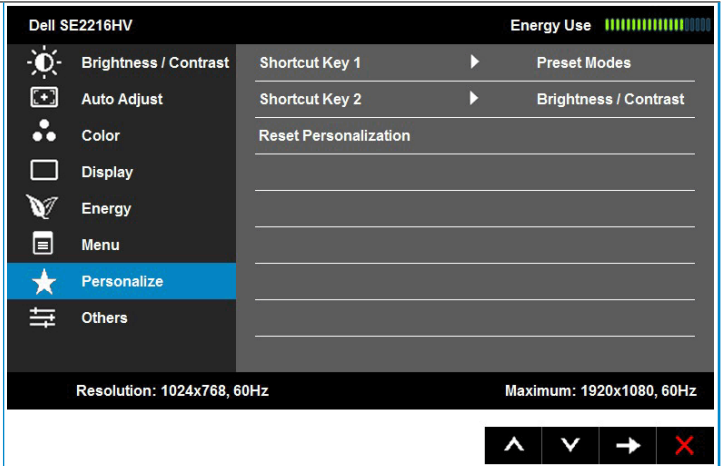 Dell SE2216HV Energy Use
Brightness / Contrast Shortcut Key 1 Preset Modes
Auto Adjust Shortcut Key 2 Brightness / Contrast
Color Reset Personalization
Display
Energy
Menu
Personalize
Others
Resolution: 1024x768, 60Hz Maximum: 1920x1080, 60Hz